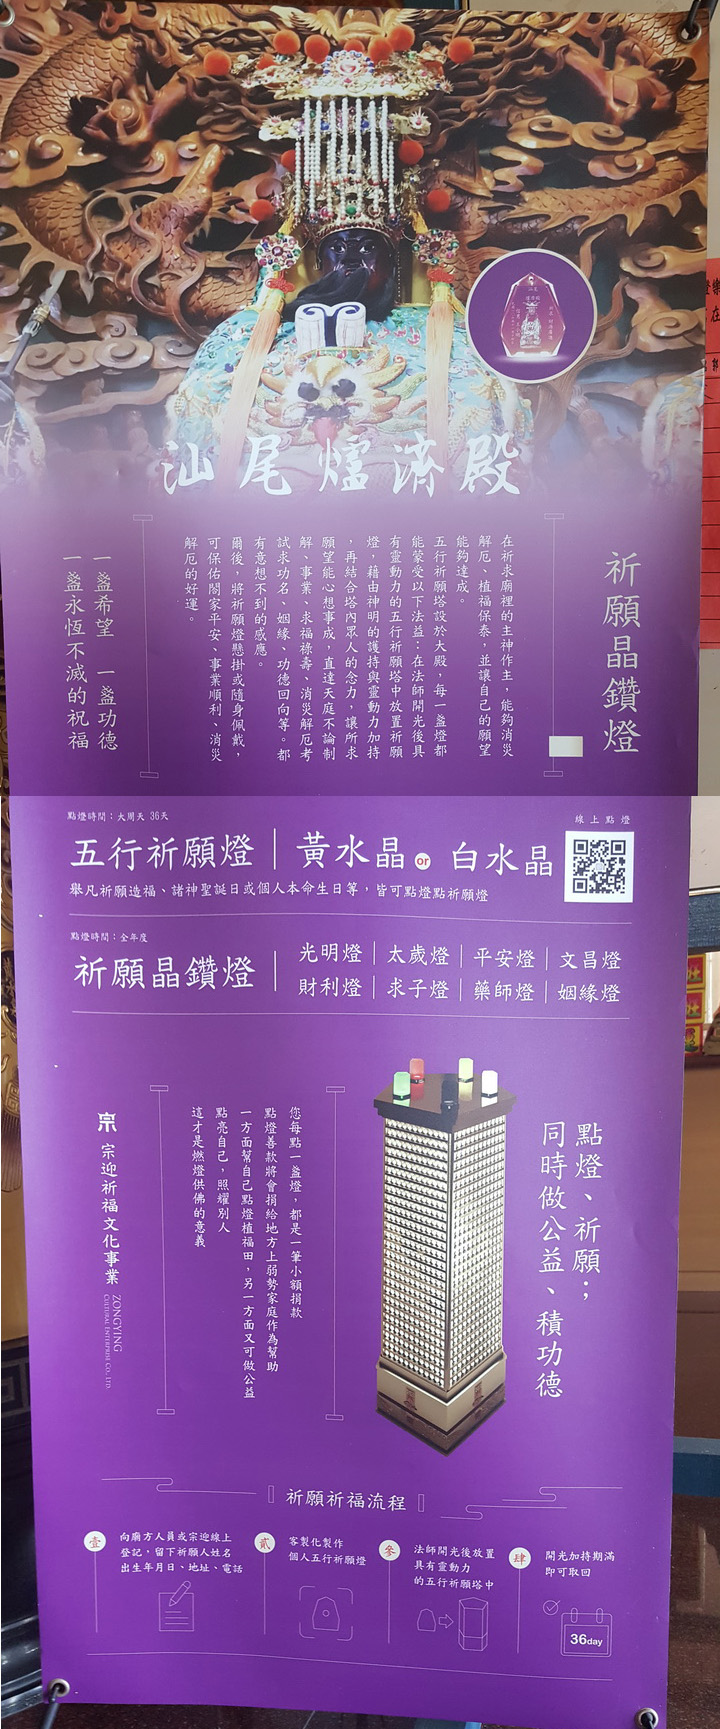 汕尾爐濟殿
祈願晶鑽燈
在祈求廟裡的主神作主，能夠消災
解厄、植福保泰，並讓自己的願望
能夠達成。
五行祈願塔設於大殿，每一盞燈都
能蒙受以下法益：在法師開光後具
有靈動力的五行祈願塔中放置祈願
燈，藉由神明的護持與靈動力加持
，再結合塔內眾人的念力，讓所求
願望能心想事成，直達天庭不論制
解、事業、求福祿壽、消災解厄考
試求功名、姻緣、功德回向等。都
有意想不到的感應。
爾後，將祈願燈懸掛或隨身佩戴，
可保佑闔家平安、事業順利、消災
解厄的好運。
一盞希望 一盞功德
一盞永恆不滅的祝福
點燈時間：大周天 36天
五行祈願燈｜黃水晶 or 白水晶
線上點燈
舉凡祈願造福、諸神聖誕日或個人本命生日等，皆可點燈點祈願燈
點燈時間：全年度
祈願晶鑽燈｜
光明燈｜太歲燈｜平安燈｜文昌燈
財利燈｜求子燈｜藥師燈｜姻緣燈
點燈、祈願；
同時做公益、積功德
您每點一盞燈，都是一筆小額捐款
點燈善款將會捐給地方上弱勢家庭作為幫助
一方面幫自己點燈植福田，另一方面又可做公益
點亮自己，照耀別人
這才是燃燈供佛的意義
宗 宗迎祈福文化事業
ZONGYING
CULTURAL ENTERPRISE CO., LTD.
祈願祈福流程
壹
向廟方人員或宗迎線上
登記，留下祈願人姓名
出生年月日、地址、電話
貳
客製化製作
個人五行祈願燈
參
法師開光後放置
具有靈動力
的五行祈願塔中
肆
開光加持期滿
即可取回
36day